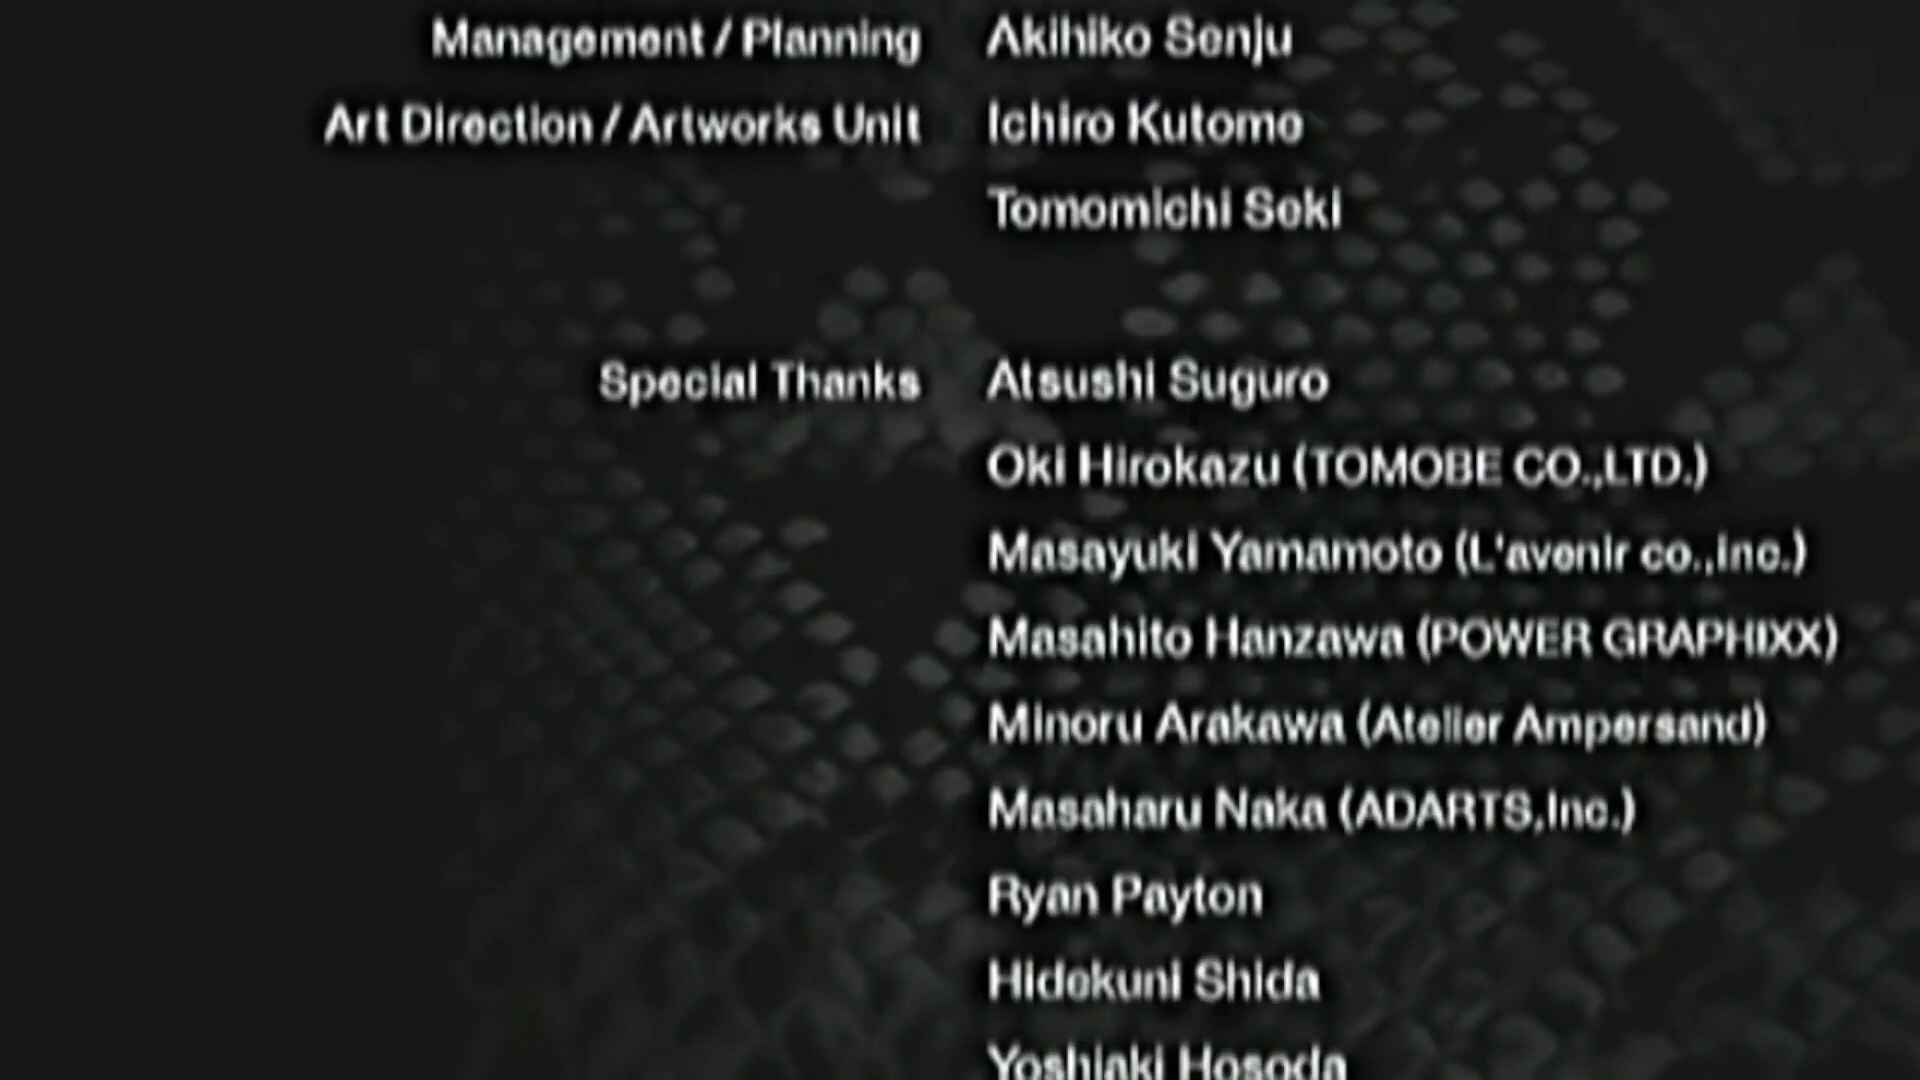 Management / Planning Akihiko Senju
Art Direction / Artworks Unit Ichiro Kutome
Tomomichi Seki
Special Thanks Atsushi Suguro
Oki Hirokazu (TOMOBE CO.,LTD.)
Masayuki Yamamoto (L'avenir co.,inc.)
Masahito Hanzawa (POWER GRAPHIXX)
Minoru Arakawa (Atelier Ampersand)
Masaharu Naka (ADARTS,Inc.)
Ryan Payton
Hidekuni Shida
Yoshiaki Hosoda